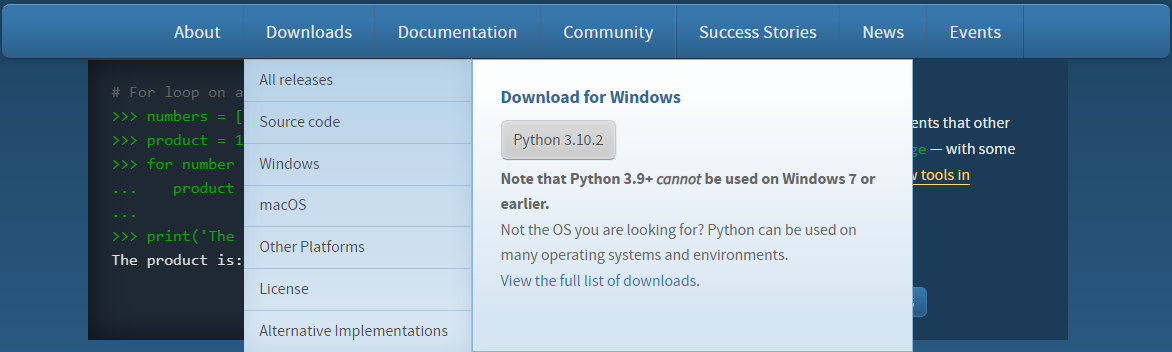 About Downloads Documentation Community Success Stories News Events
# For loop on a
>>> numbers = [
>>> product = 1
>>> for number
... product
...
>>> print('The
The product is:
All releases
Source code
Windows
macOS
Other Platforms
License
Alternative Implementations
Download for Windows
Python 3.10.2
Note that Python 3.9+ cannot be used on Windows 7 or
earlier.
Not the OS you are looking for? Python can be used on
many operating systems and environments.
View the full list of downloads.
that other
— with some
tools in